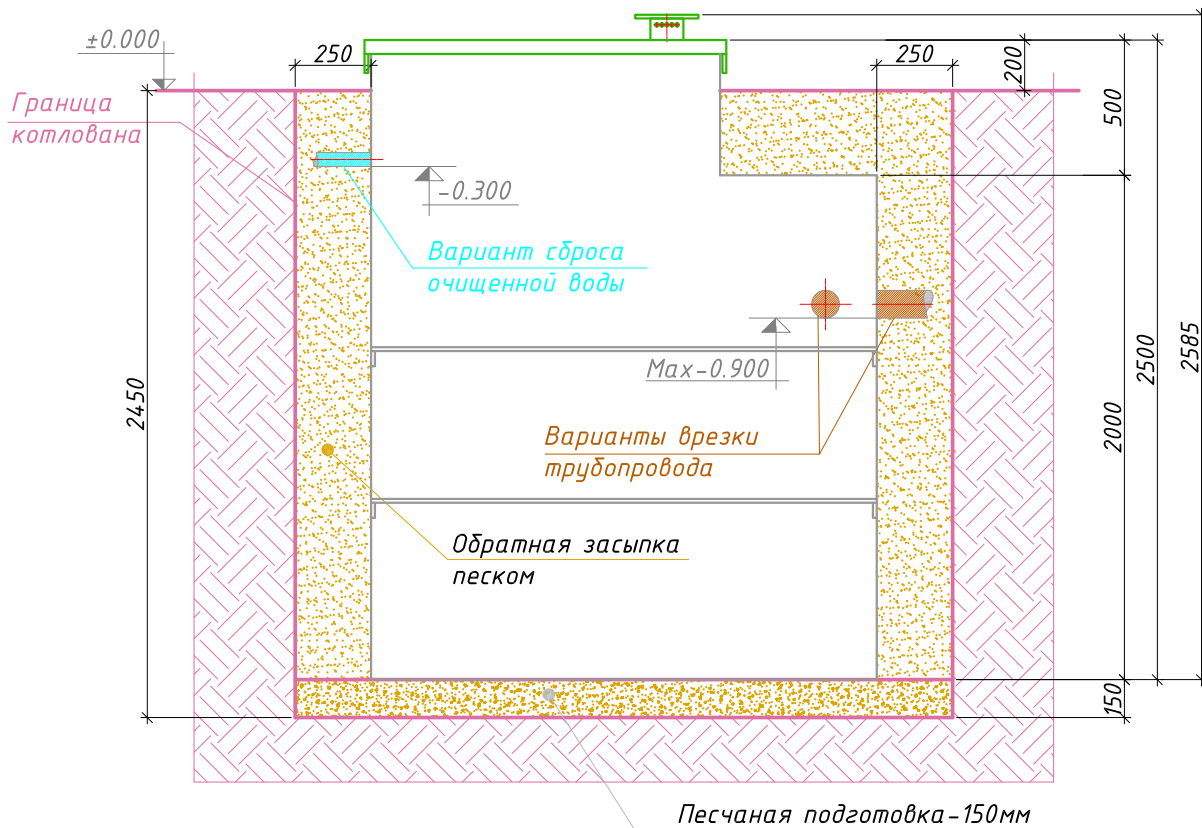 ±0.000
250
250
200
500
Граница
котлована
-0.300
Вариант сброса
очищенной воды
2585
2500
Max-0.900
2450
2000
Варианты врезки
трубопровода
Обратная засыпка
песком
150
Песчаная подготовка-150мм